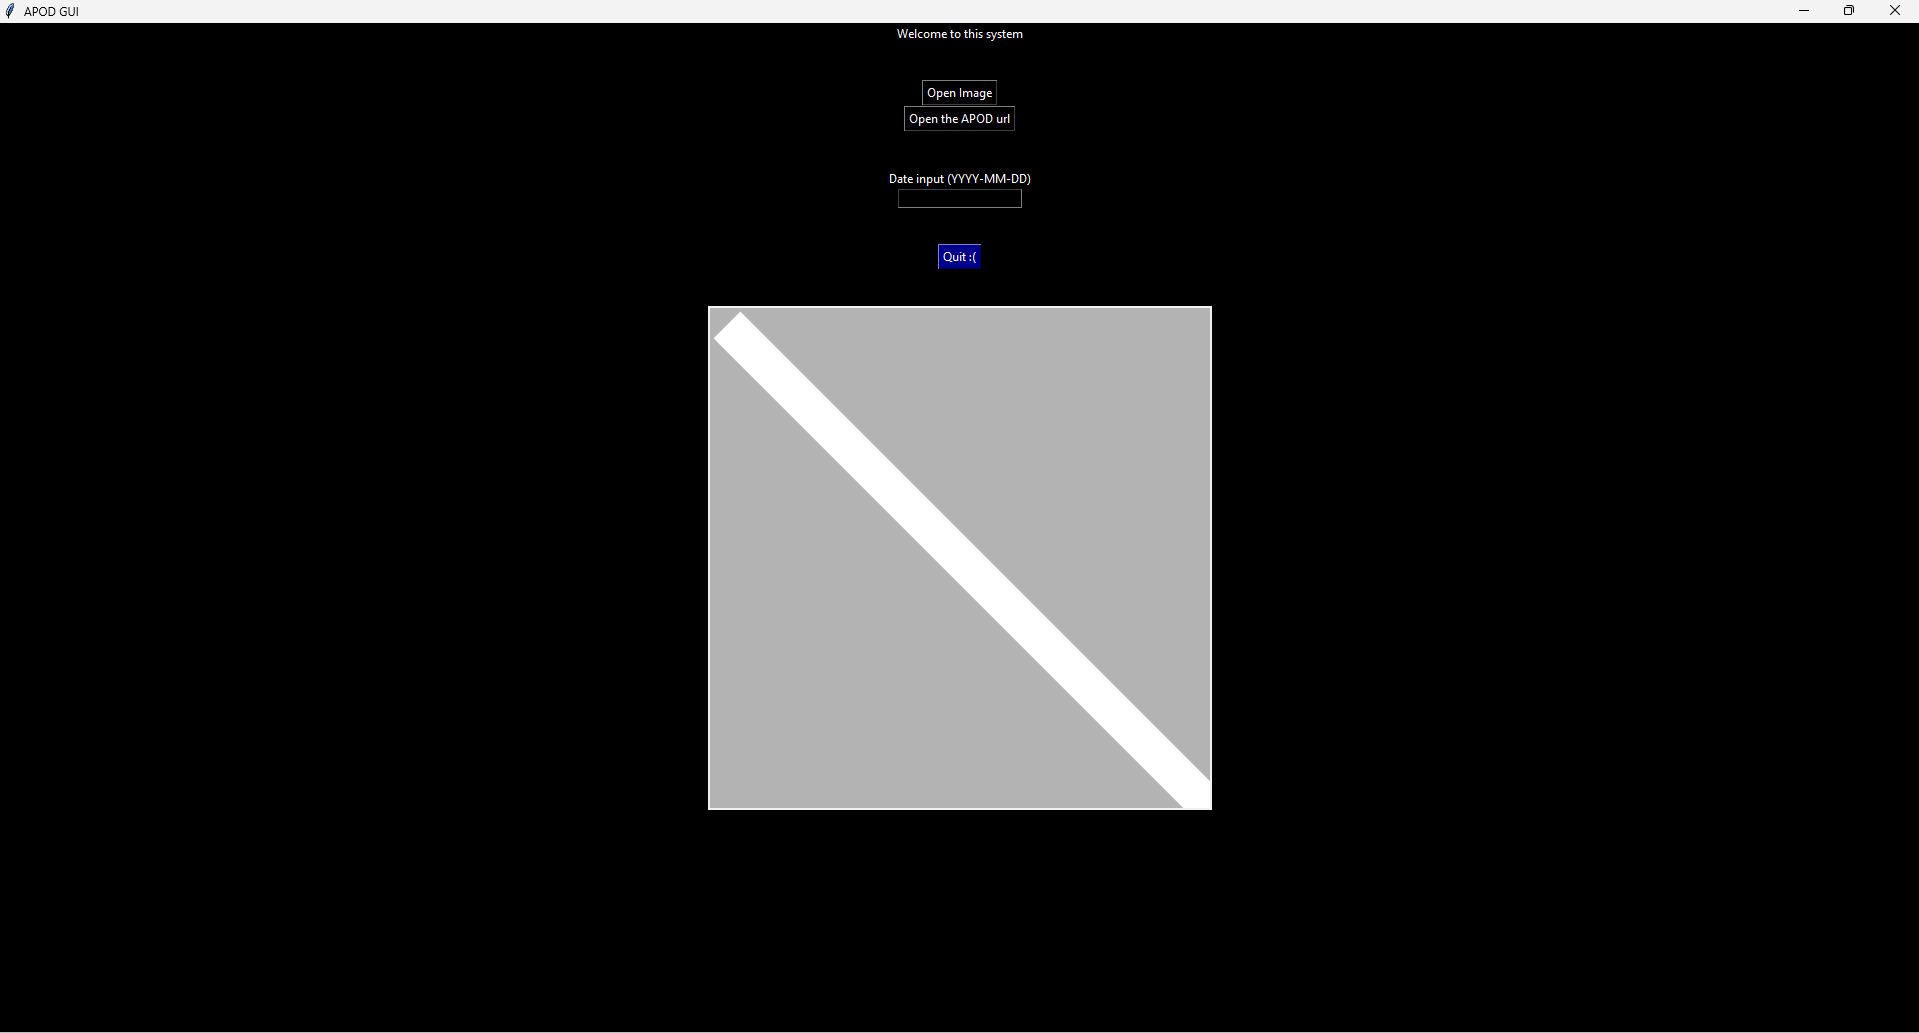 APOD GUI
Welcome to this system
Open Image
Open the APOD url
Date input (YYYY-MM-DD)
Quit :(